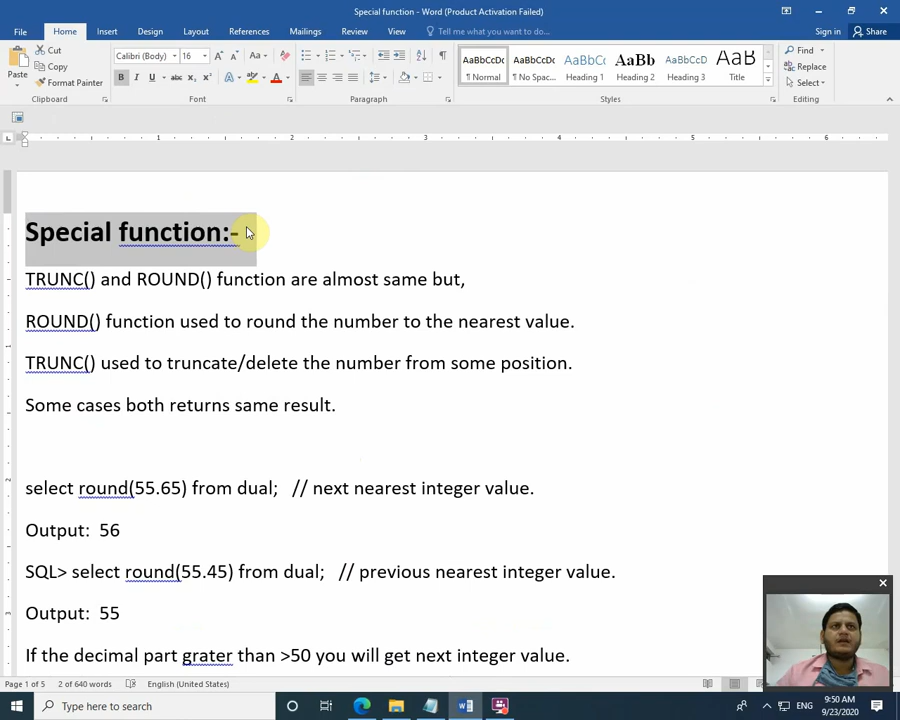 Special function - Word (Product Activation Failed)
File Home Insert Design Layout References Mailings Review View Tell me what you want to do... Sign in Share
Paste
Cut
Copy
Format Painter
Calibri (Body) 16
AaBbCcDc AaBbCcDc AaBbCc AaBb AaBbCcD AaB
¶ Normal ¶ No Spac... Heading 1 Heading 2 Heading 3 Title
Find
Replace
Select
Clipboard Font Paragraph Styles Editing
1 2 3 4 5 6
Special function:-
TRUNC() and ROUND() function are almost same but,
ROUND() function used to round the number to the nearest value.
TRUNC() used to truncate/delete the number from some position.
Some cases both returns same result.
select round(55.65) from dual; // next nearest integer value.
Output: 56
SQL> select round(55.45) from dual; // previous nearest integer value.
Output: 55
If the decimal part grater than >50 you will get next integer value.
Page 1 of 5 2 of 640 words English (United States)
Type here to search
ENG
9:50 AM
9/23/2020